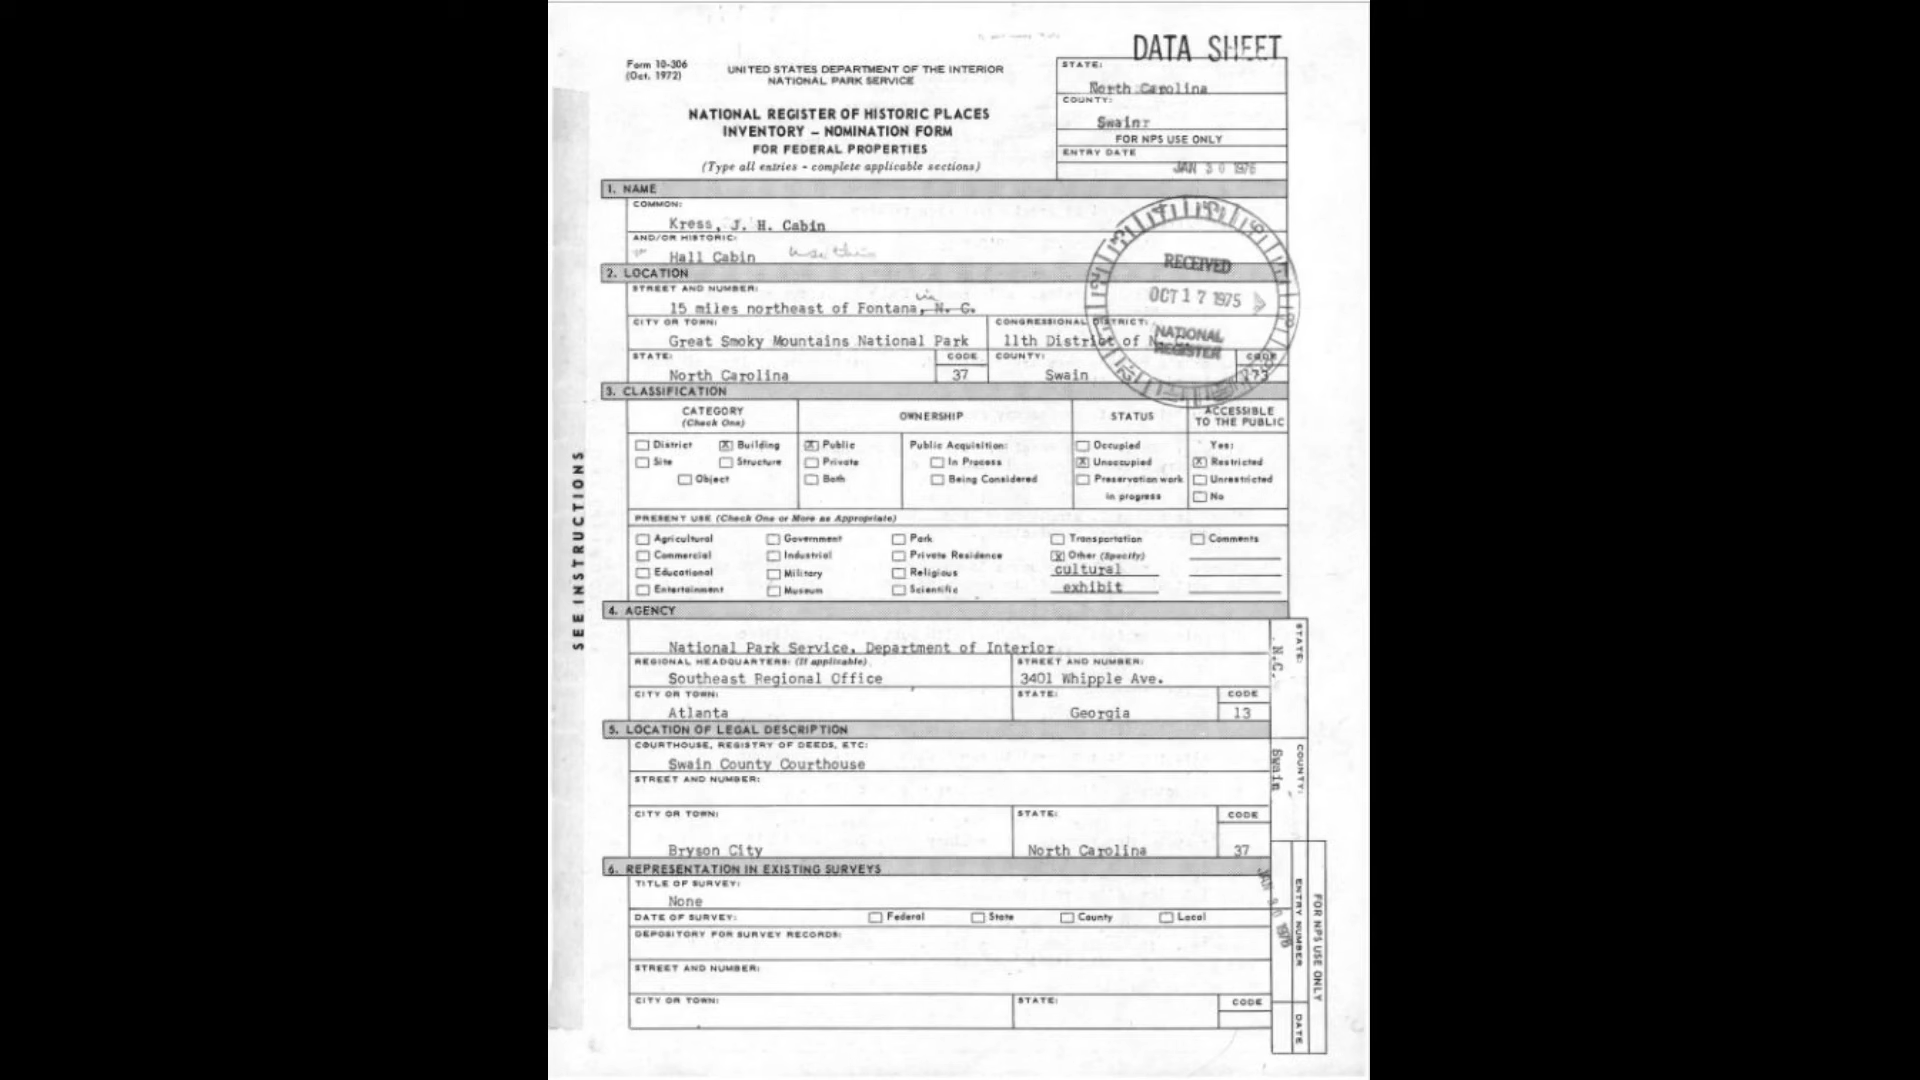 DATA SHEET
Form 10-306
(Oct. 1972)
UNITED STATES DEPARTMENT OF THE INTERIOR
NATIONAL PARK SERVICE
NATIONAL REGISTER OF HISTORIC PLACES
INVENTORY – NOMINATION FORM
FOR FEDERAL PROPERTIES
(Type all entries - complete applicable sections)
STATE:
North Carolina
COUNTY:
Swain
FOR NPS USE ONLY
ENTRY DATE
JAN 30 1976
1. NAME
COMMON:
Kress, J. H. Cabin
AND/OR HISTORIC:
Hall Cabin use this
RECEIVED
OCT 17 1975
NATIONAL
REGISTER
2. LOCATION
STREET AND NUMBER:
15 miles northeast of Fontana, N. C.
via
CITY OR TOWN:
Great Smoky Mountains National Park
CONGRESSIONAL DISTRICT:
11th District of
STATE:
North Carolina
CODE
37
COUNTY:
Swain
CODE
173
3. CLASSIFICATION
CATEGORY
(Check One)
OWNERSHIP
STATUS
ACCESSIBLE
TO THE PUBLIC
District X Building X Public Public Acquisition: Occupied Yes:
Site Structure Private In Process X Unoccupied X Restricted
Object Both Being Considered Preservation work Unrestricted
in progress No
PRESENT USE (Check One or More as Appropriate)
Agricultural Government Park Transportation Comments
Commercial Industrial Private Residence X Other (Specify)
Educational Military Religious cultural
Entertainment Museum Scientific exhibit
SEE INSTRUCTIONS
4. AGENCY
National Park Service, Department of Interior
REGIONAL HEADQUARTERS: (If applicable)
Southeast Regional Office
STREET AND NUMBER:
3401 Whipple Ave.
CITY OR TOWN:
Atlanta
STATE:
Georgia
CODE
13
5. LOCATION OF LEGAL DESCRIPTION
COURTHOUSE, REGISTRY OF DEEDS, ETC:
Swain County Courthouse
STREET AND NUMBER:
CITY OR TOWN:
Bryson City
STATE:
North Carolina
CODE
37
6. REPRESENTATION IN EXISTING SURVEYS
TITLE OF SURVEY:
None
DATE OF SURVEY: Federal State County Local
DEPOSITORY FOR SURVEY RECORDS:
STREET AND NUMBER:
CITY OR TOWN:
STATE:
CODE
STATE:
N.C.
COUNTY:
Swain
ENTRY NUMBER
DATE
JAN 30 1976
FOR NPS USE ONLY